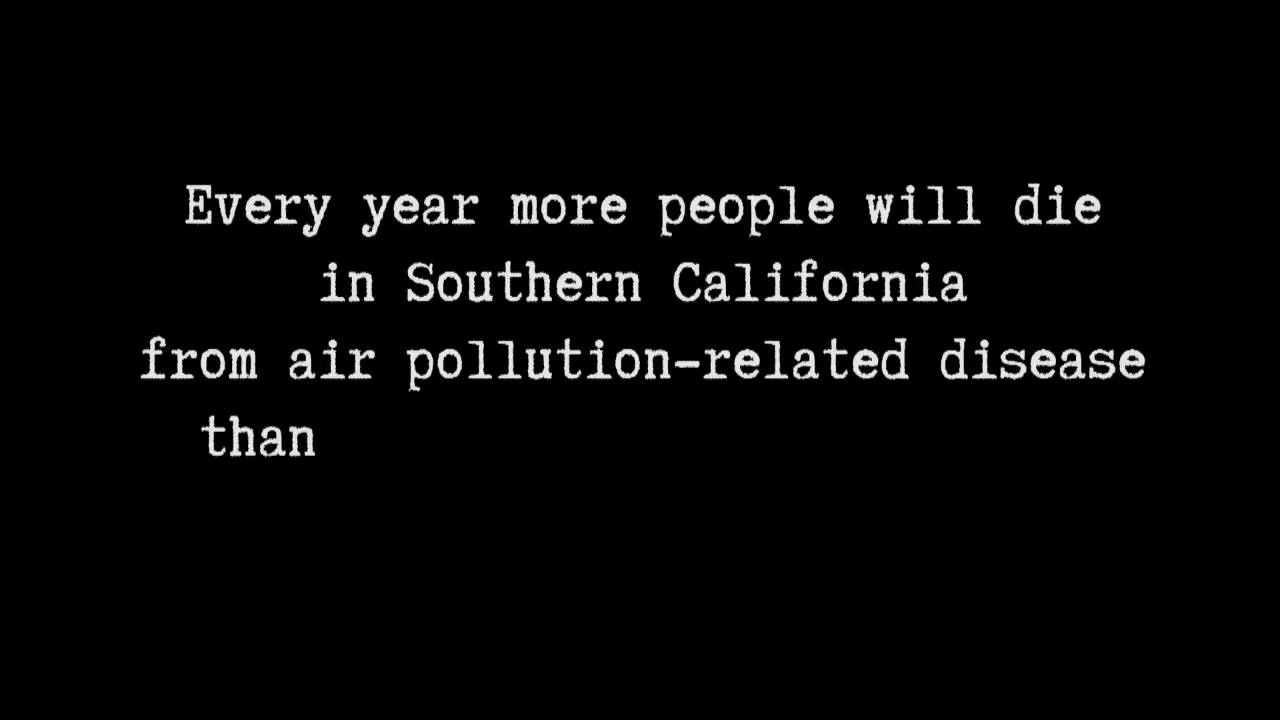 Every year more people will die
in Southern California
from air pollution-related disease
than